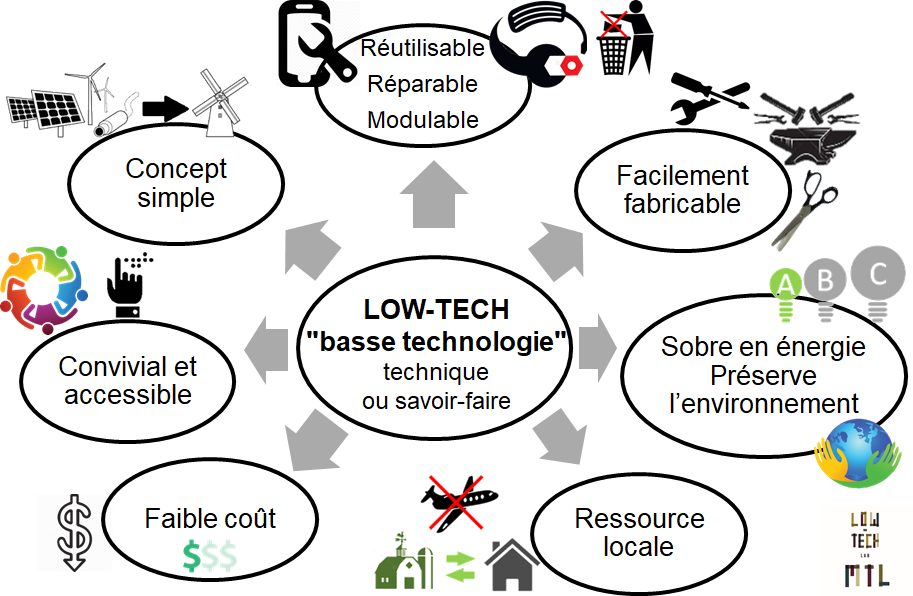 Réutilisable
Réparable
Modulable
Concept
simple
Facilement
fabricable
LOW-TECH
"basse technologie"
technique
ou savoir-faire
A B C
Sobre en énergie
Préserve
l’environnement
Convivial et
accessible
Faible coût
$$$
$
Ressource
locale
LOW
-
TECH
LAB
MTL